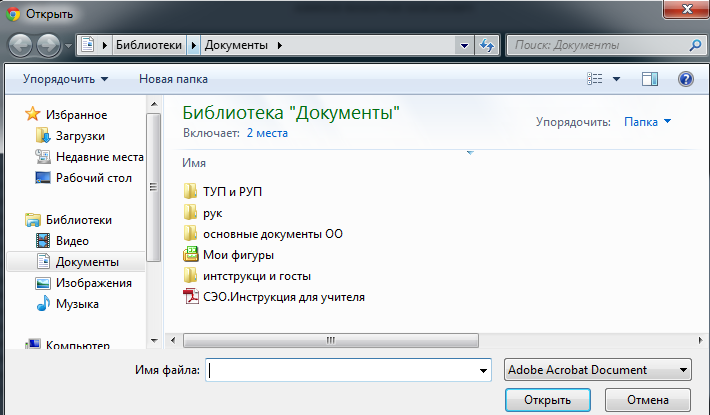 Открыть
Библиотеки Документы Поиск: Документы
Упорядочить Новая папка
Избранное
Загрузки
Недавние места
Рабочий стол
Библиотеки
Видео
Документы
Изображения
Музыка
Компьютер
Библиотека "Документы"
Включает: 2 места
Упорядочить: Папка
Имя
ТУП и РУП
рук
основные документы ОО
Мои фигуры
интструкци и госты
СЭО.Инструкция для учителя
Имя файла: Adobe Acrobat Document
Открыть Отмена